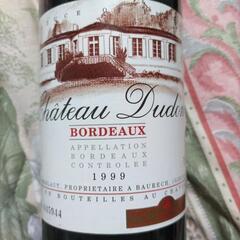 Château Dudon
BORDEAUX
APPELLATION
BORDEAUX
CONTROLEE
1999
PROPRIETAIRE A BAURECH
BOUTEILLES AU